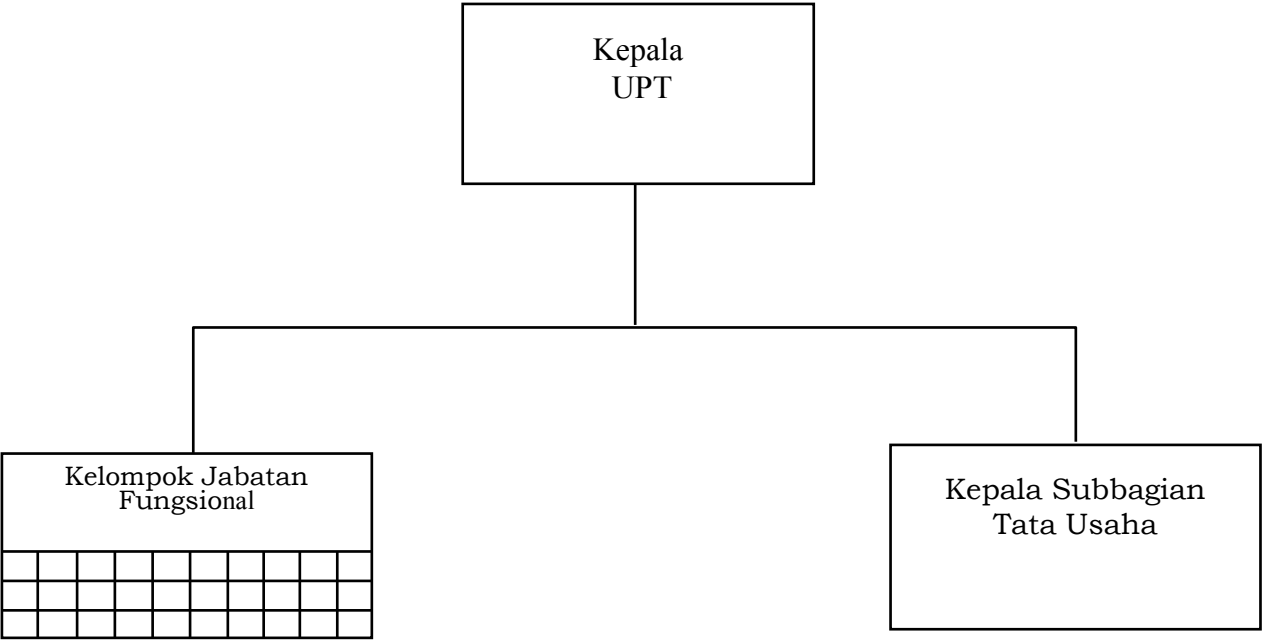 Kepala
UPT
Kelompok Jabatan
Fungsional
Kepala Subbagian
Tata Usaha